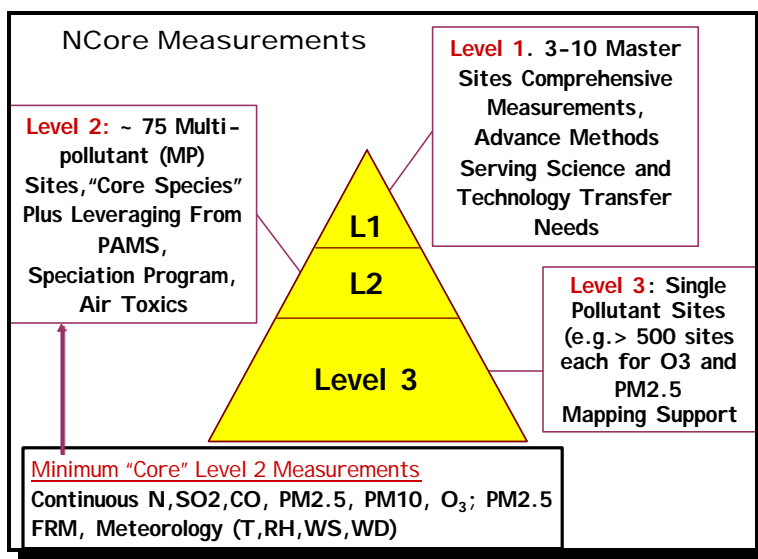 NCore Measurements
Level 1. 3-10 Master
Sites Comprehensive
Measurements,
Advance Methods
Serving Science and
Technology Transfer
Needs
Level 2: ~ 75 Multi-
pollutant (MP)
Sites,“Core Species”
Plus Leveraging From
PAMS,
Speciation Program,
Air Toxics
L1
L2
Level 3
Level 3: Single
Pollutant Sites
(e.g.> 500 sites
each for O3 and
PM2.5
Mapping Support
Minimum “Core” Level 2 Measurements
Continuous N,SO2,CO, PM2.5, PM10, O₃; PM2.5
FRM, Meteorology (T,RH,WS,WD)